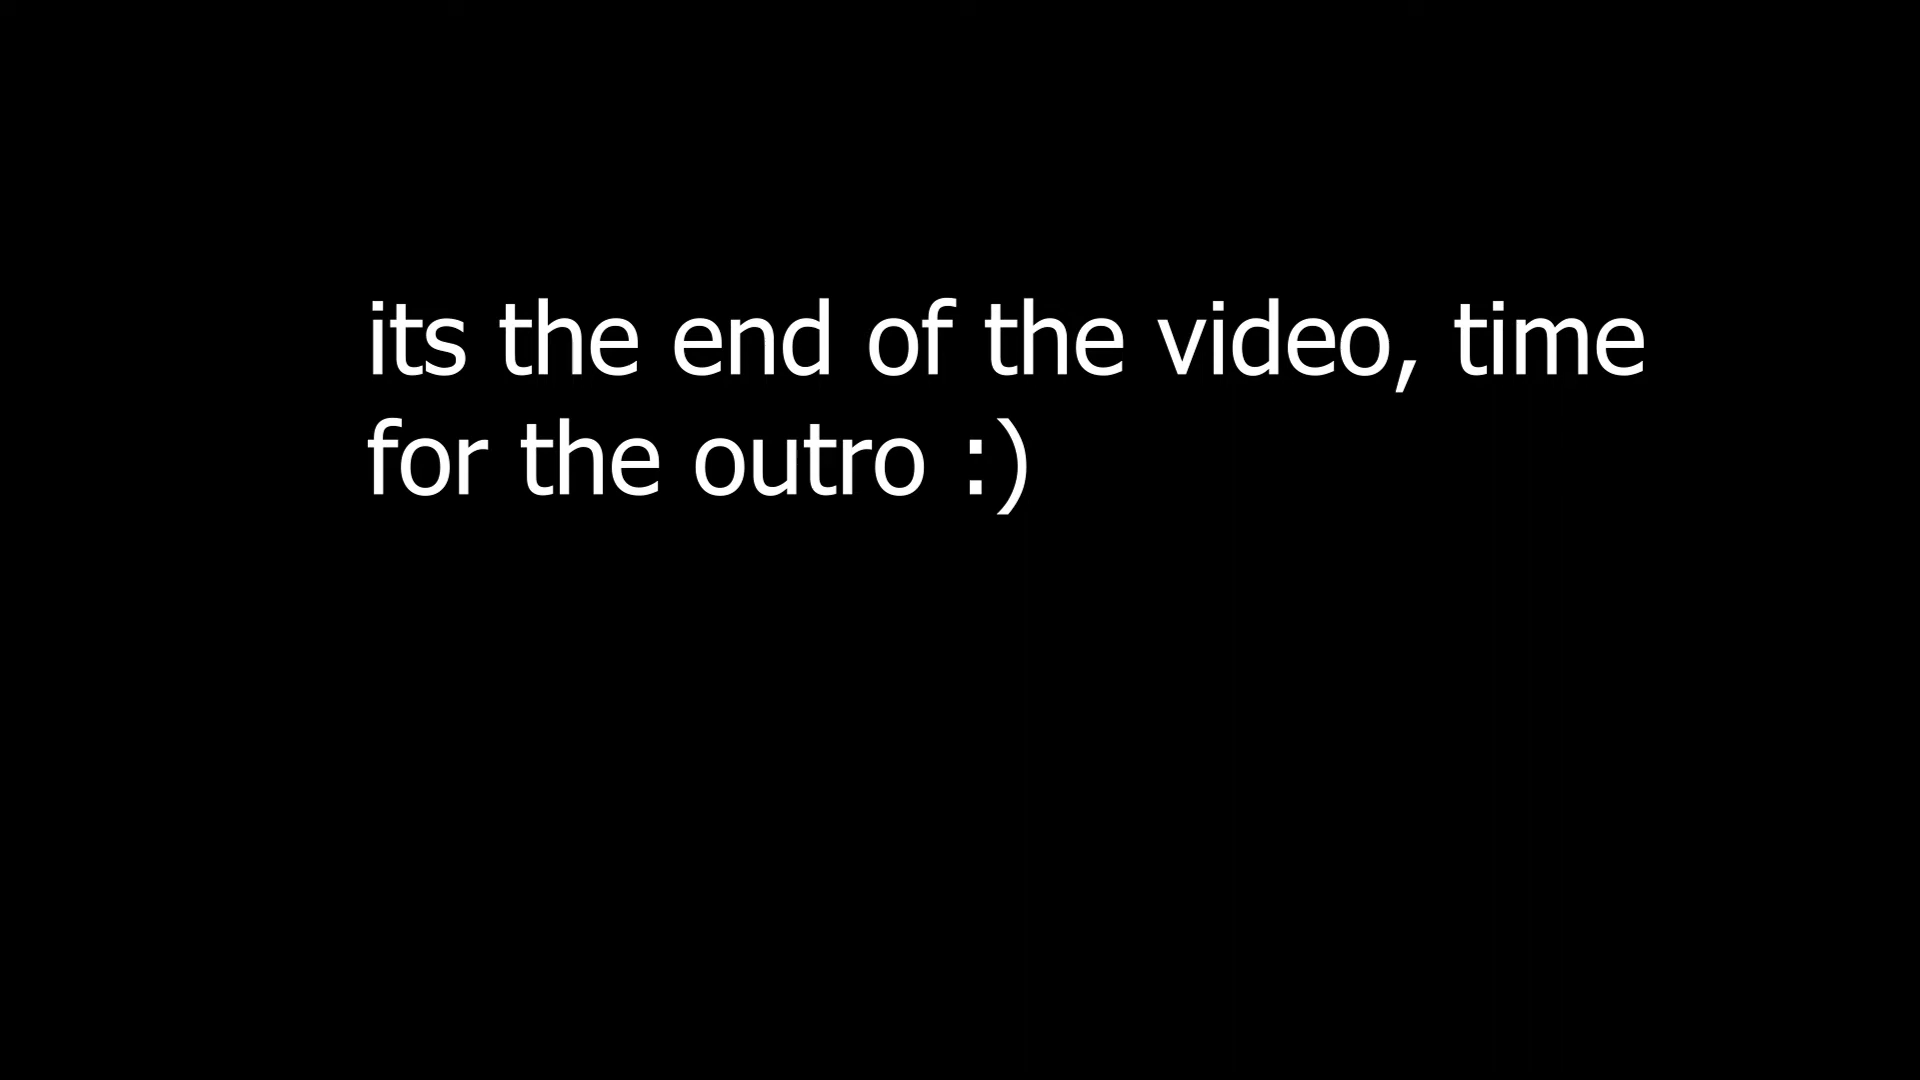 its the end of the video, time
for the outro :)